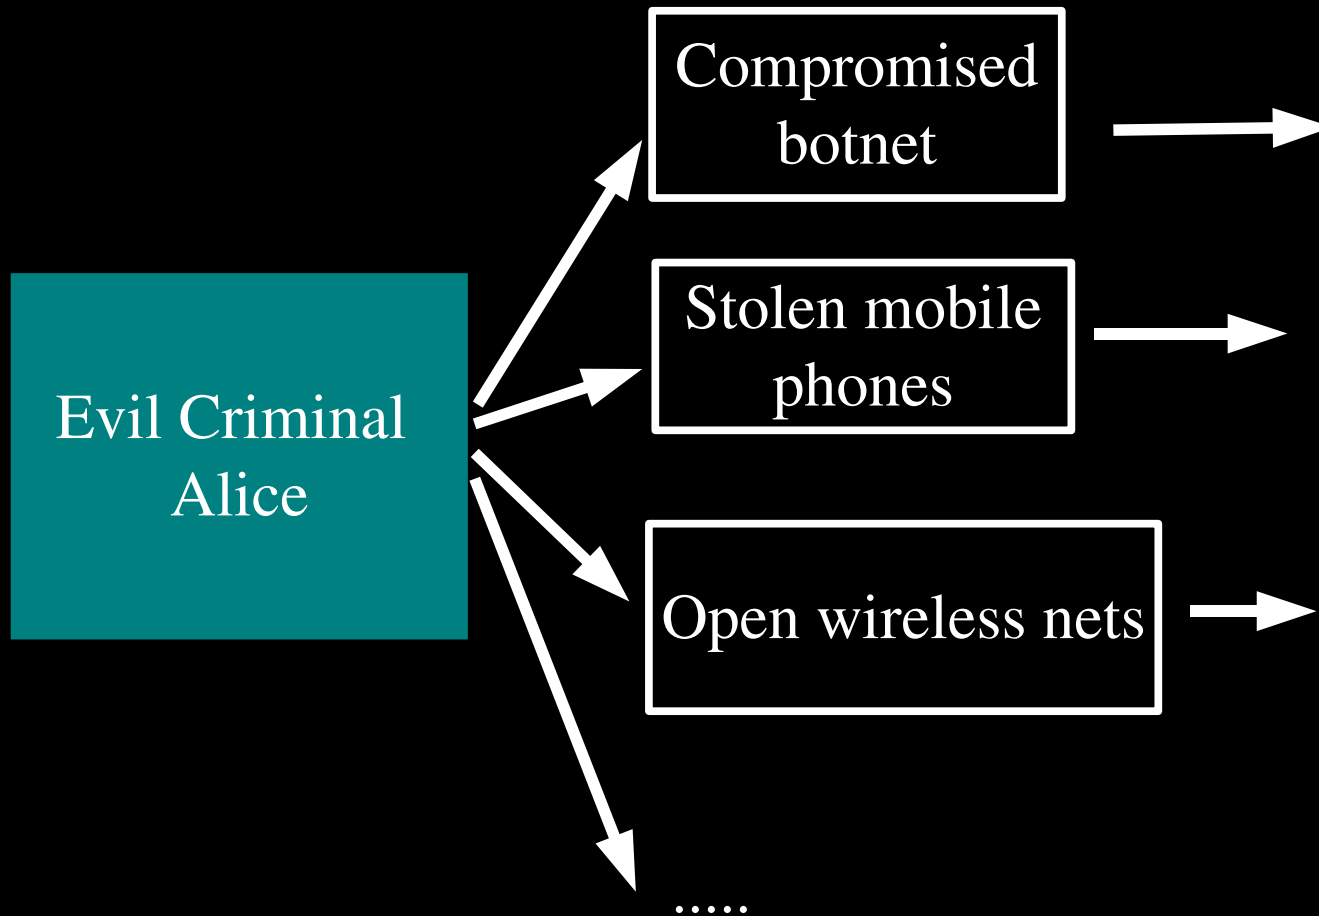 Compromised
botnet
Stolen mobile
phones
Evil Criminal
Alice
Open wireless nets
.....